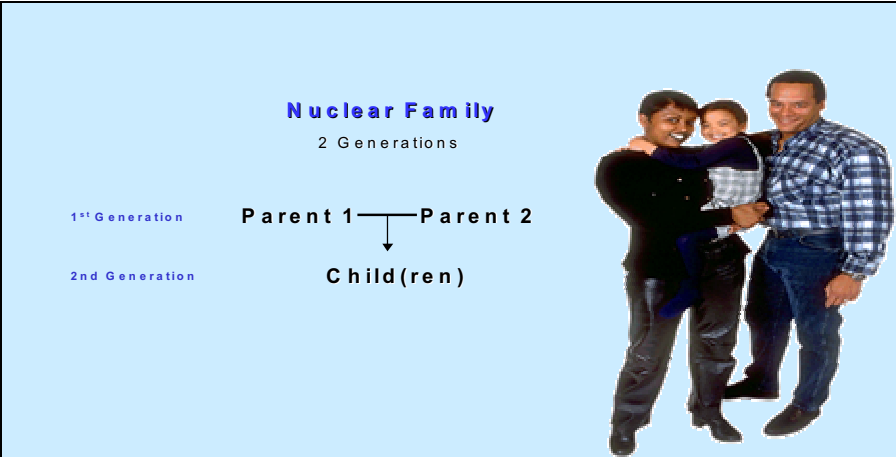 Nuclear Family
2 Generations
1st Generation Parent 1 Parent 2
2nd Generation Child(ren)